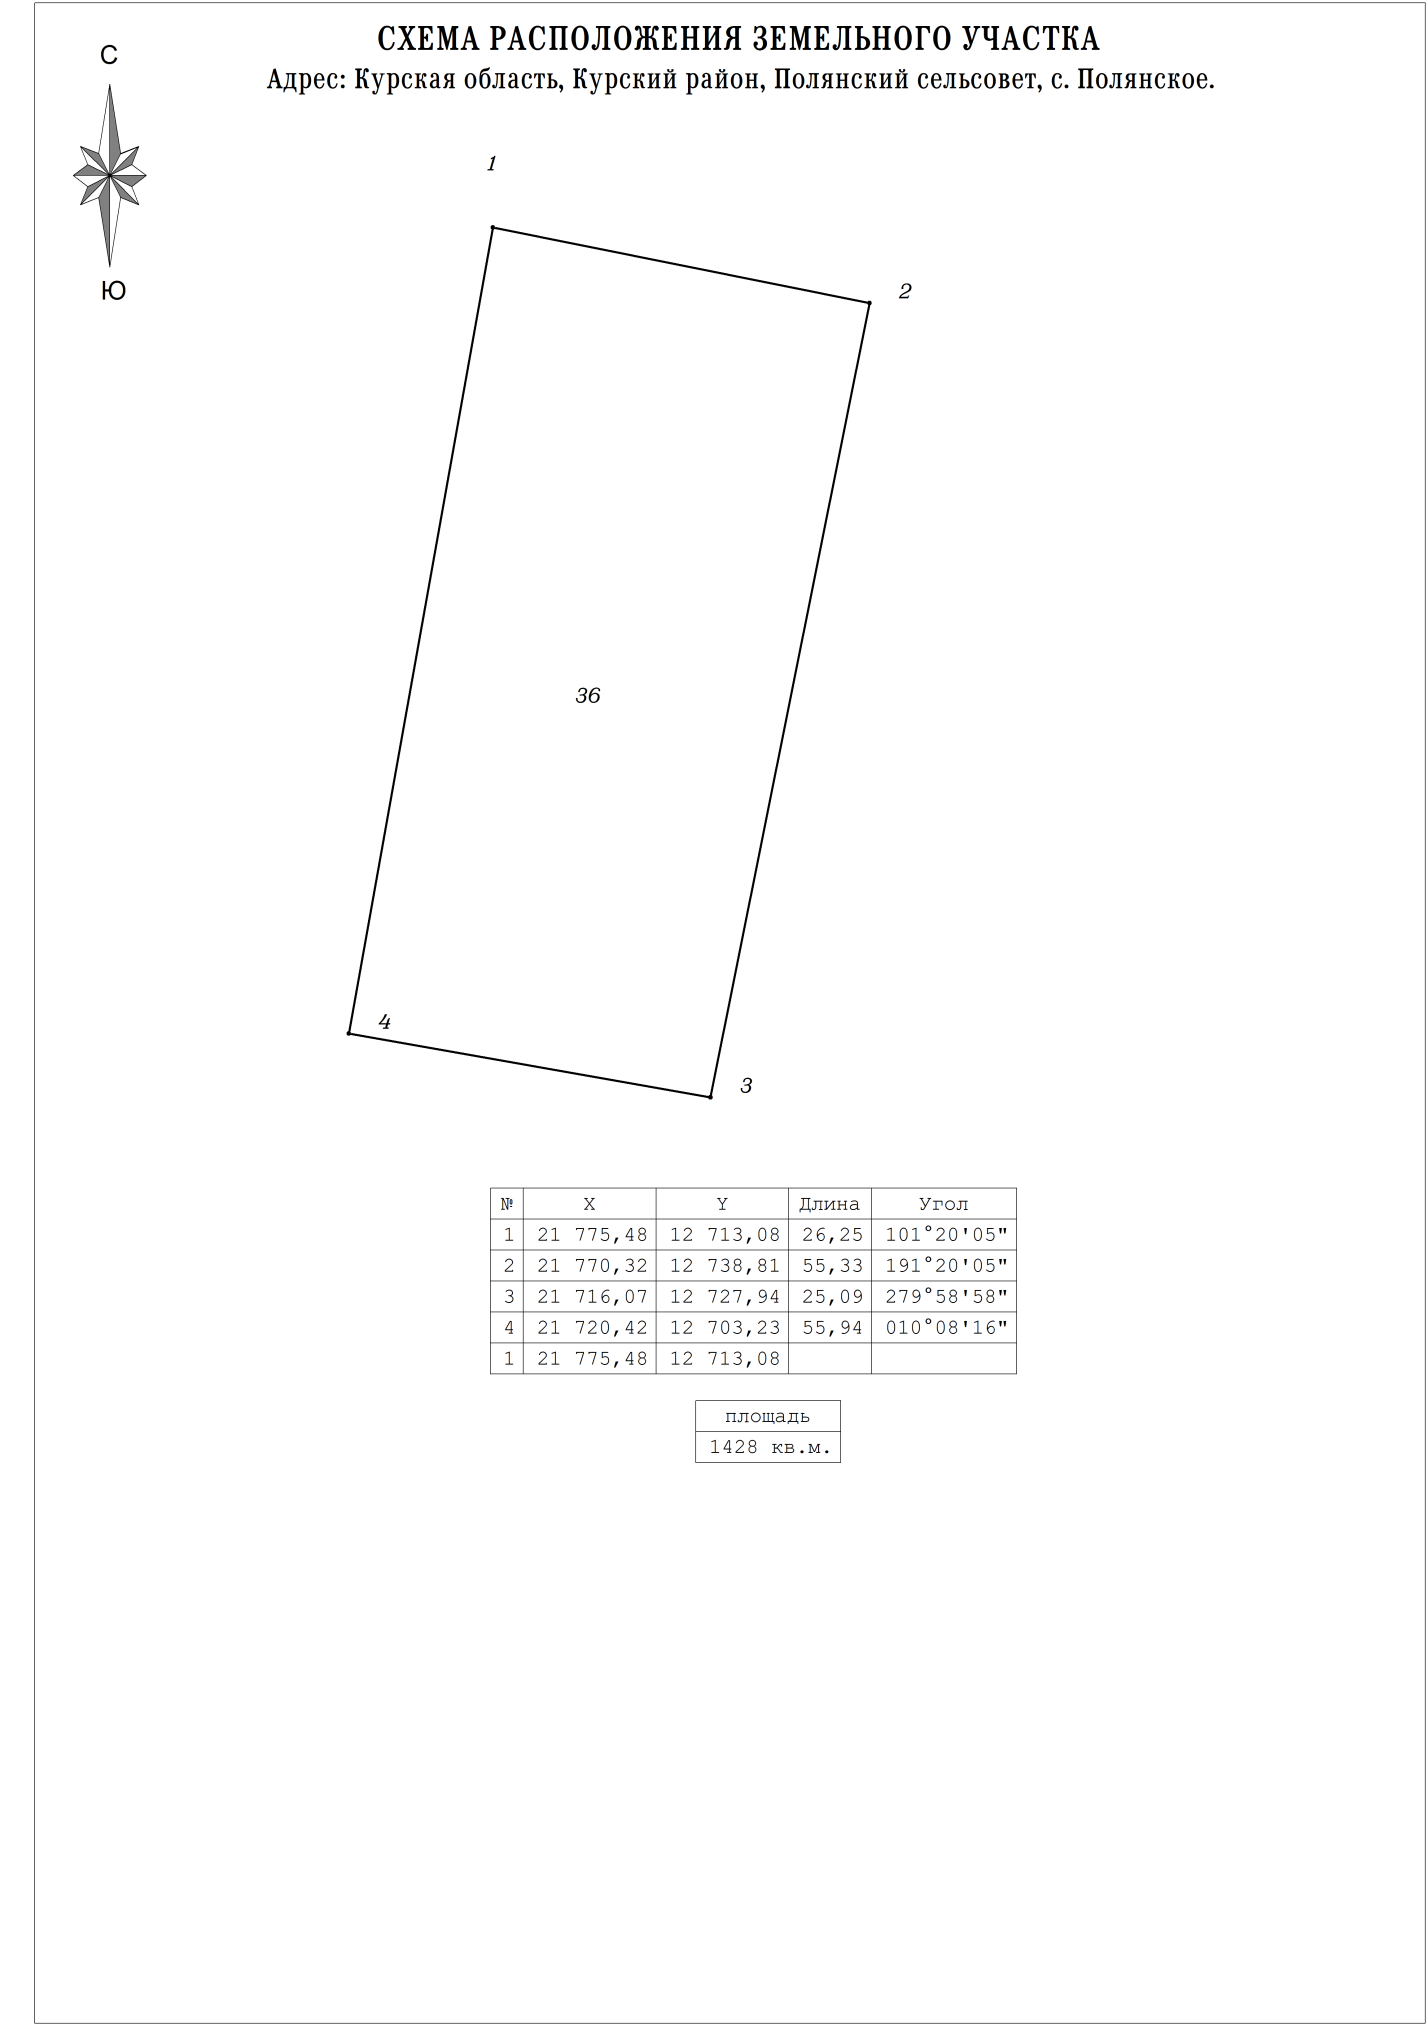 СХЕМА РАСПОЛОЖЕНИЯ ЗЕМЕЛЬНОГО УЧАСТКА
Адрес: Курская область, Курский район, Полянский сельсовет, с. Полянское.
С
Ю
1
2
36
4
3
№ X Y Длина Угол
1 21 775,48 12 713,08 26,25 101°20'05"
2 21 770,32 12 738,81 55,33 191°20'05"
3 21 716,07 12 727,94 25,09 279°58'58"
4 21 720,42 12 703,23 55,94 010°08'16"
1 21 775,48 12 713,08
площадь
1428 кв.м.